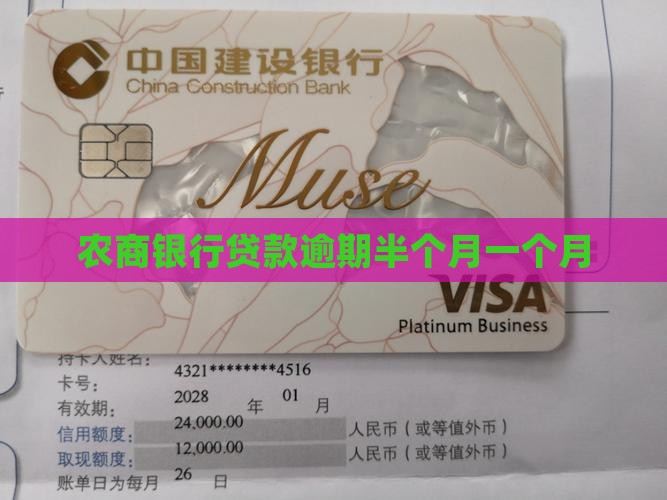 中国建设银行
China Construction Bank
Muse
农商银行贷款逾期半个月一个月
VISA
Platinum Business
持卡人姓名：
卡号： 4321********4516
有效期： 2028 年 01 月
信用额度： 24,000.00 人民币（或等值外币）
取现额度： 12,000.00 人民币（或等值外币）
账单日为每月 26 日